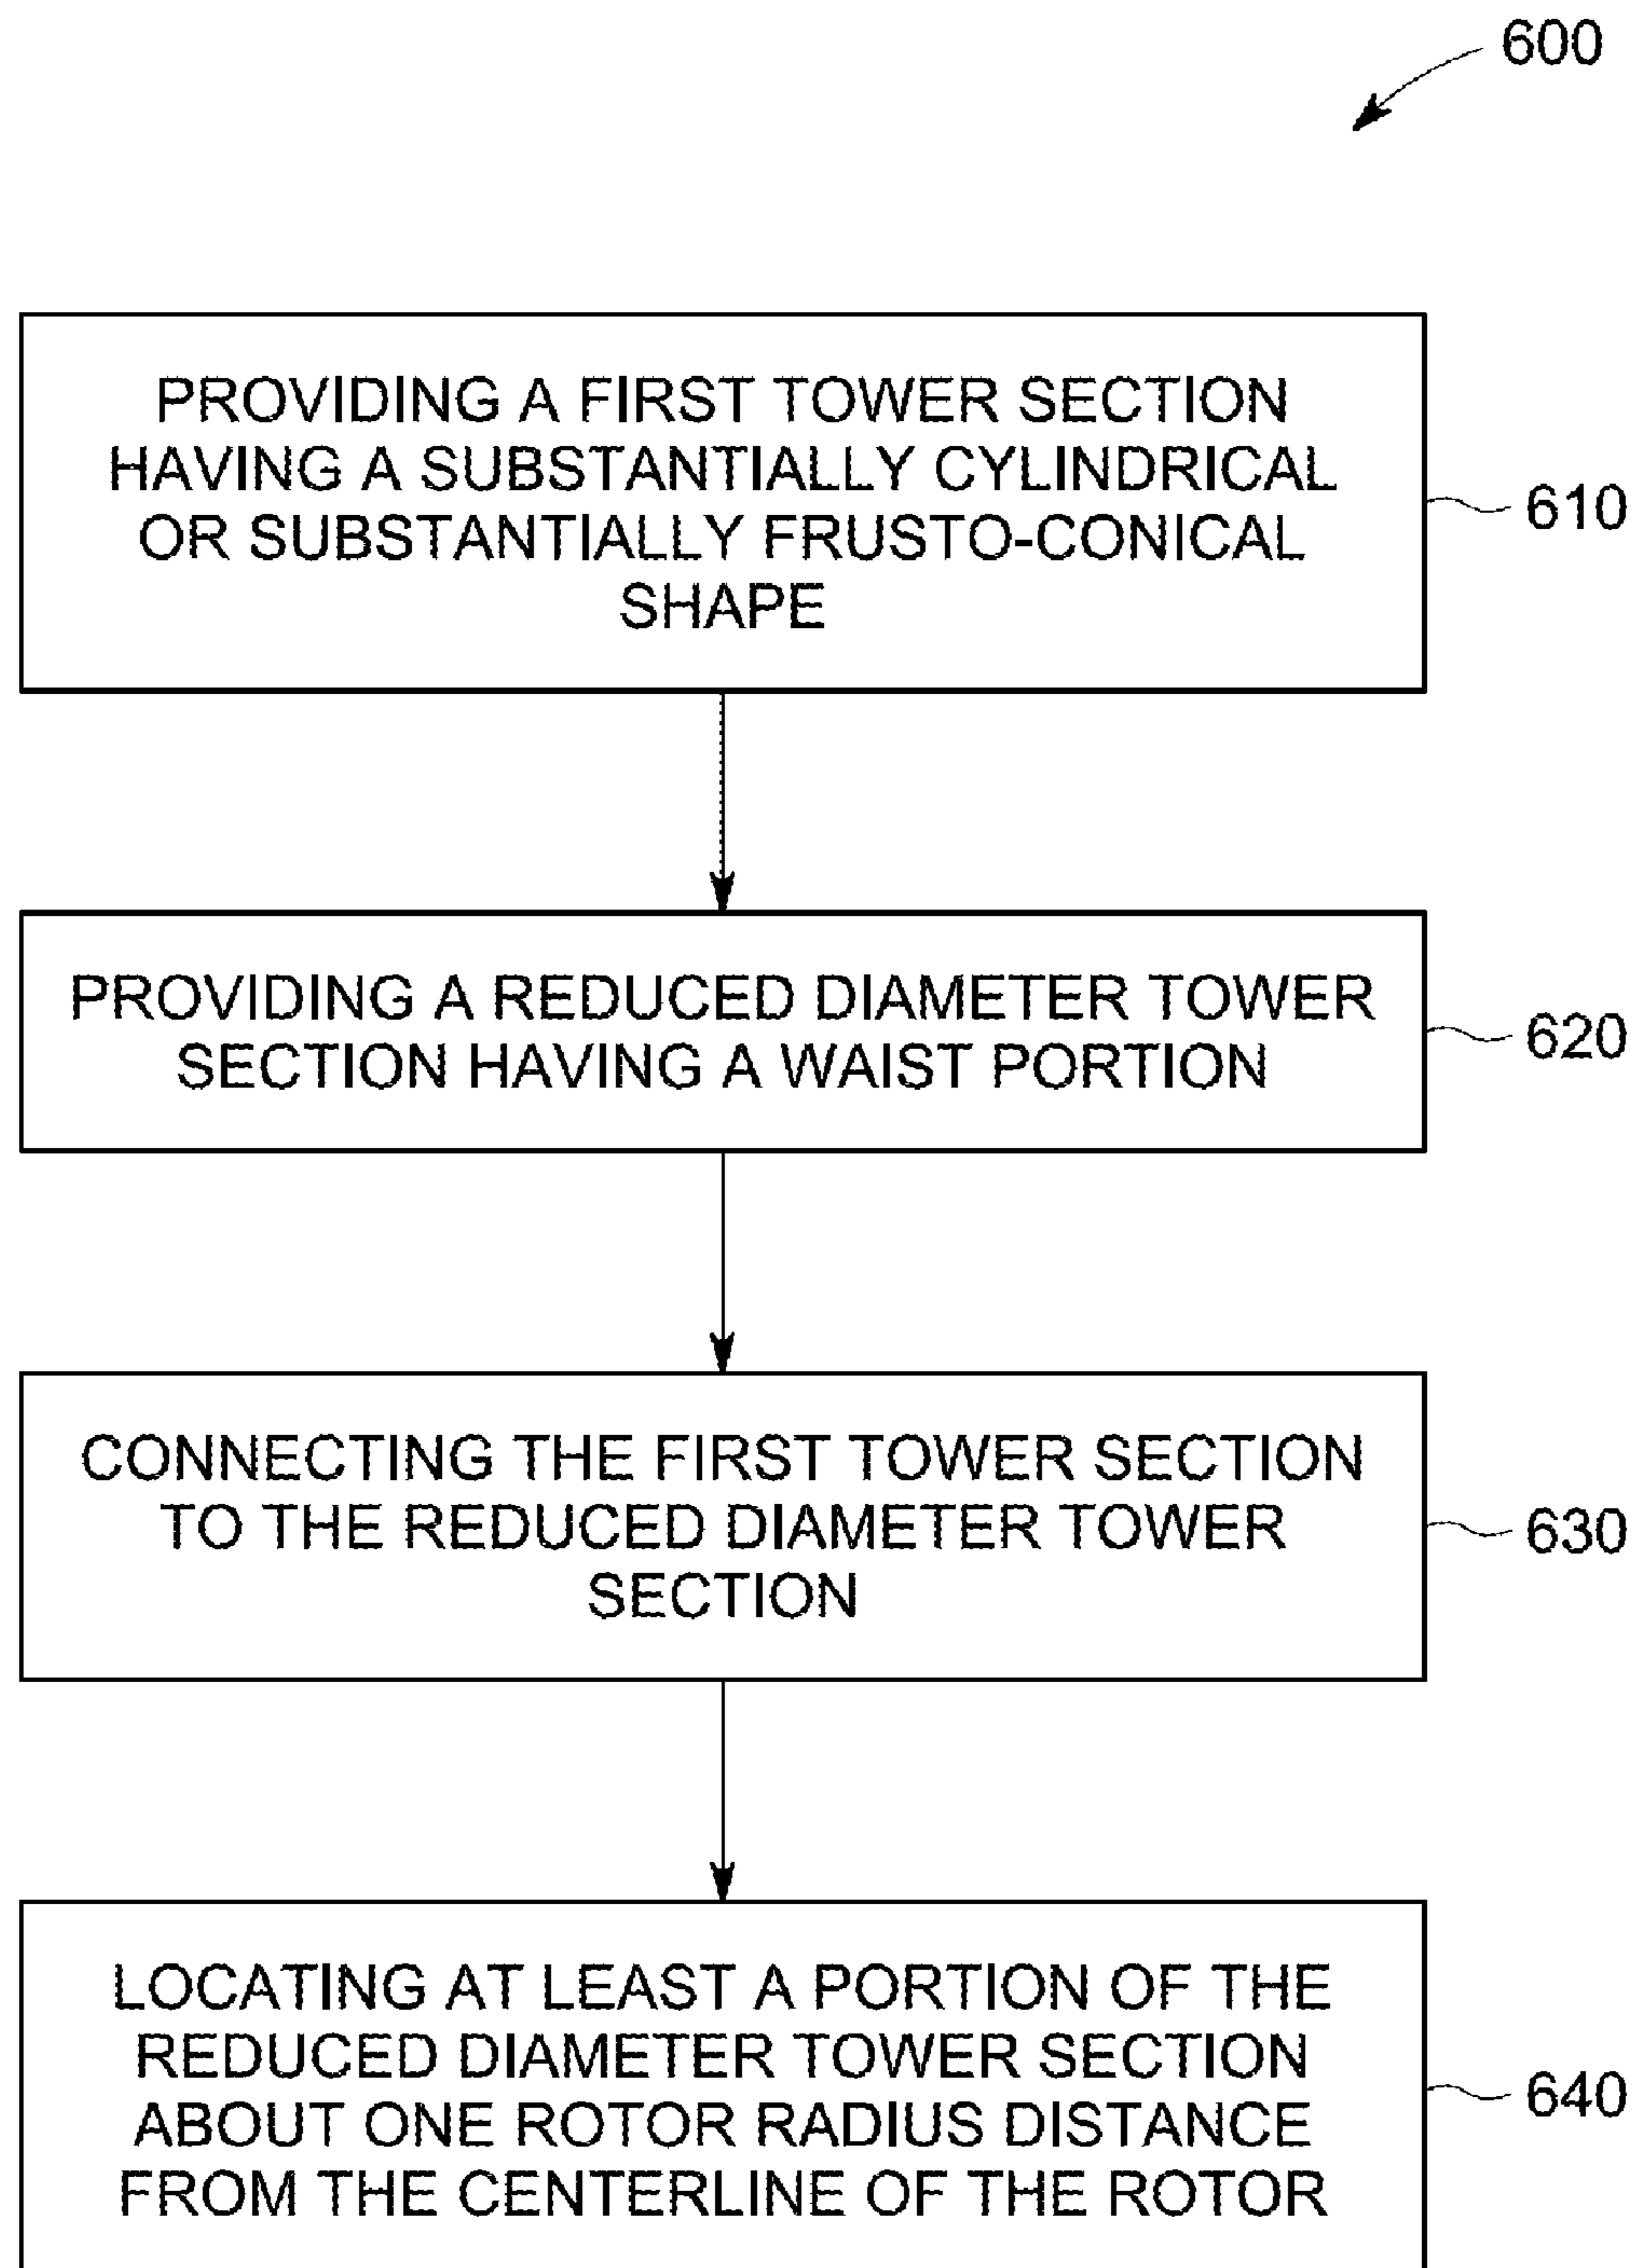 600
PROVIDING A FIRST TOWER SECTION
HAVING A SUBSTANTIALLY CYLINDRICAL
OR SUBSTANTIALLY FRUSTO-CONICAL
SHAPE
610
PROVIDING A REDUCED DIAMETER TOWER
SECTION HAVING A WAIST PORTION
620
CONNECTING THE FIRST TOWER SECTION
TO THE REDUCED DIAMETER TOWER
SECTION
630
LOCATING AT LEAST A PORTION OF THE
REDUCED DIAMETER TOWER SECTION
ABOUT ONE ROTOR RADIUS DISTANCE
FROM THE CENTERLINE OF THE ROTOR
640